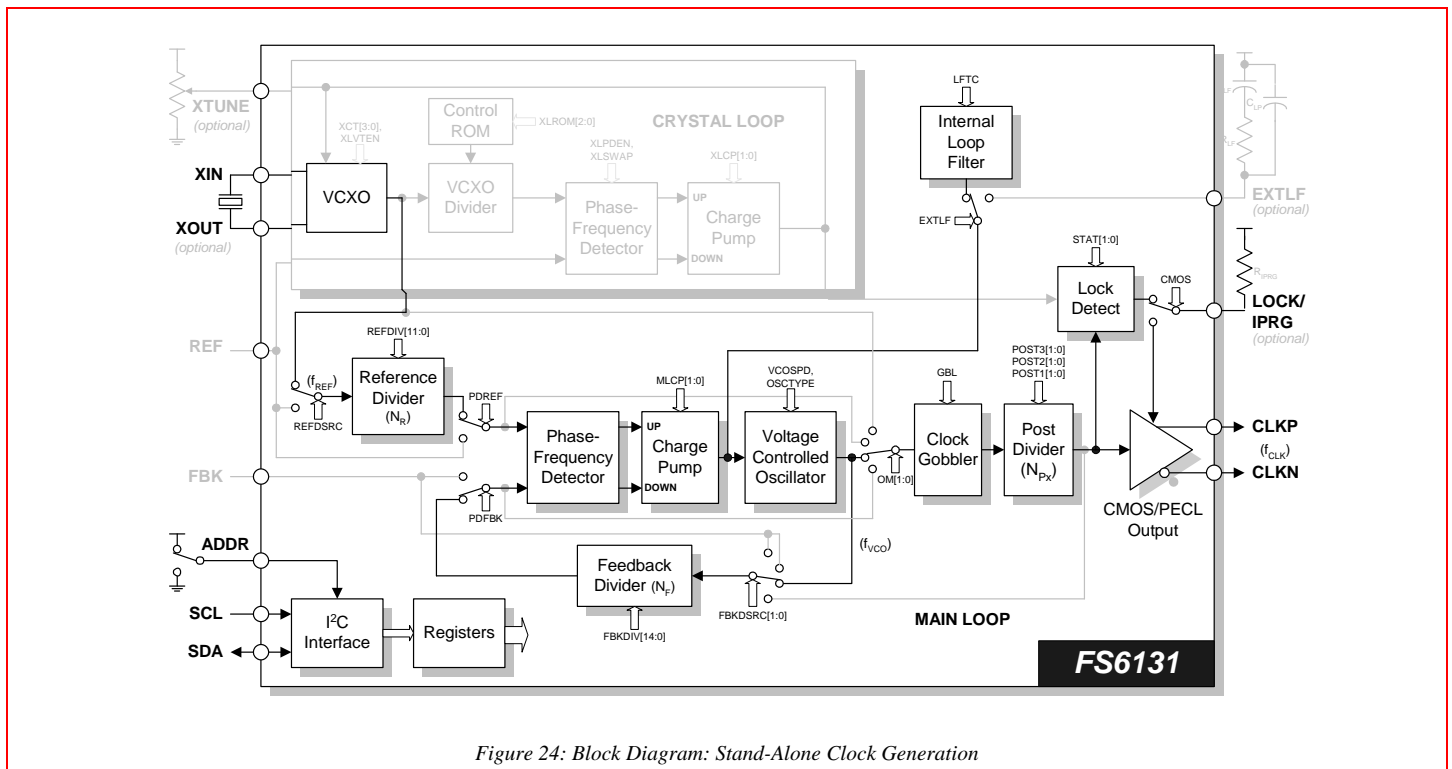 XTUNE
(optional)
XIN
XOUT
(optional)
REF
FBK
ADDR
SCL
SDA
XCT[3:0],
XLVTEN
VCXO
Control
ROM
XLROM[2:0]
CRYSTAL LOOP
VCXO
Divider
XLPDEN,
XLSWAP
Phase-
Frequency
Detector
XLCP[1:0]
UP
Charge
Pump
DOWN
LFTC
Internal
Loop
Filter
EXTLF
LF
CLP
LF
EXTLF
(optional)
STAT[1:0]
Lock
Detect
CMOS
RIPRG
LOCK/
IPRG
(optional)
REFDIV[11:0]
(fREF)
Reference
Divider
(NR)
REFDSRC
PDREF
Phase-
Frequency
Detector
PDFBK
MLCP[1:0]
UP
Charge
Pump
DOWN
VCOSPD,
OSCTYPE
Voltage
Controlled
Oscillator
OM[1:0]
GBL
Clock
Gobbler
POST3[1:0]
POST2[1:0]
POST1[1:0]
Post
Divider
(NPx)
CLKP
(fCLK)
CLKN
CMOS/PECL
Output
(fVCO)
Feedback
Divider (NF)
FBKDIV[14:0]
FBKDSRC[1:0]
MAIN LOOP
I2C
Interface
Registers
FS6131
Figure 24: Block Diagram: Stand-Alone Clock Generation